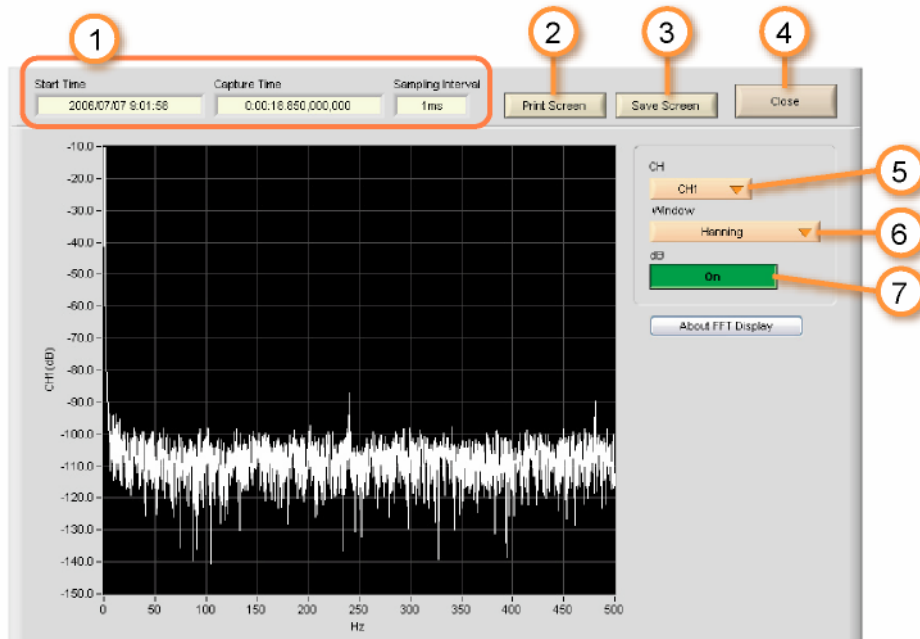 1
2
3
4
Start Time
Capture Time
Sampling Interval
2006/07/07 9:01:58
0:00:18.850,000,000
1ms
Print Screen
Save Screen
Close
CH
CH1
5
Window
Hanning
6
dB
On
7
About FFT Display
CH1(dB)
-10.0
-20.0
-30.0
-40.0
-50.0
-60.0
-70.0
-80.0
-90.0
-100.0
-110.0
-120.0
-130.0
-140.0
-150.0
0
50
100
150
200
250
300
350
400
450
500
Hz